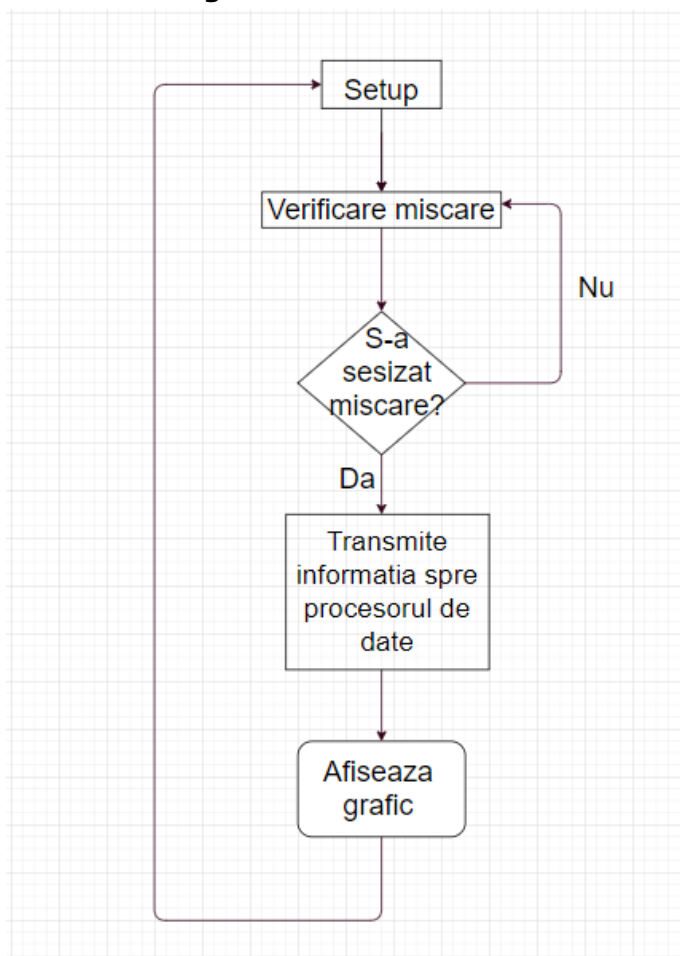 Setup
Verificare miscare
Nu
S-a
sesizat
miscare?
Da
Transmite
informatia spre
procesorul de
date
Afiseaza
grafic